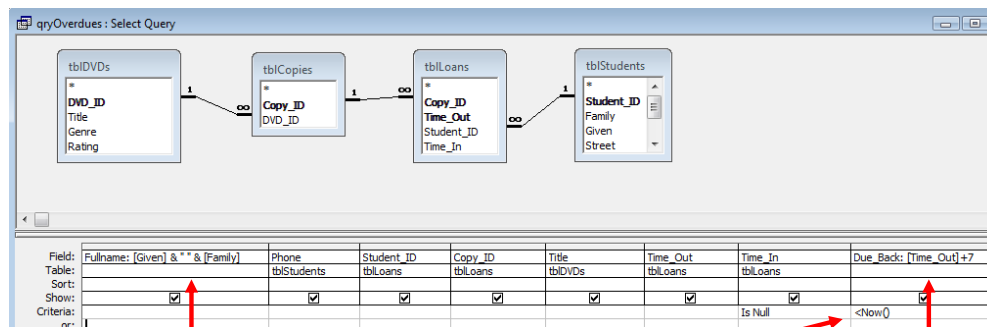 qryOverdues : Select Query
tblDVDs
*
DVD_ID
Title
Genre
Rating
1
∞
tblCopies
*
Copy_ID
DVD_ID
1
∞
tblLoans
*
Copy_ID
Time_Out
Student_ID
Time_In
∞
1
tblStudents
*
Student_ID
Family
Given
Street
Field: Fullname: [Given] & " " & [Family] Phone Student_ID Copy_ID Title Time_Out Time_In Due_Back: [Time_Out]+7
Table: tblStudents tblLoans tblLoans tblDVDs tblLoans tblLoans
Sort:
Show:
Criteria: Is Null <Now()
or: